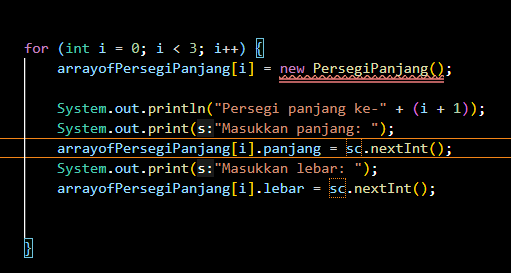 for (int i = 0; i < 3; i++) {
arrayofPersegiPanjang[i] = new PersegiPanjang();
System.out.println("Persegi panjang ke-" + (i + 1));
System.out.print(s:"Masukkan panjang: ");
arrayofPersegiPanjang[i].panjang = sc.nextInt();
System.out.print(s:"Masukkan lebar: ");
arrayofPersegiPanjang[i].lebar = sc.nextInt();
}